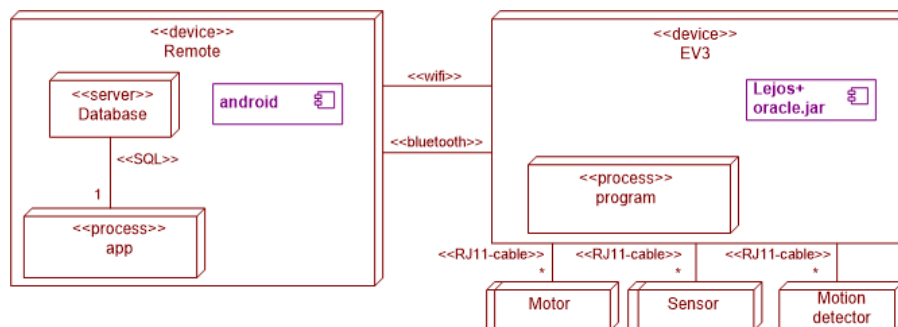 <<device>>
Remote
<<server>>
Database
android
<<SQL>>
1
<<process>>
app
<<wifi>>
<<bluetooth>>
<<device>>
EV3
Lejos+
oracle.jar
<<process>>
program
<<RJ11-cable>>
*
<<RJ11-cable>>
*
<<RJ11-cable>>
*
Motor
Sensor
Motion
detector